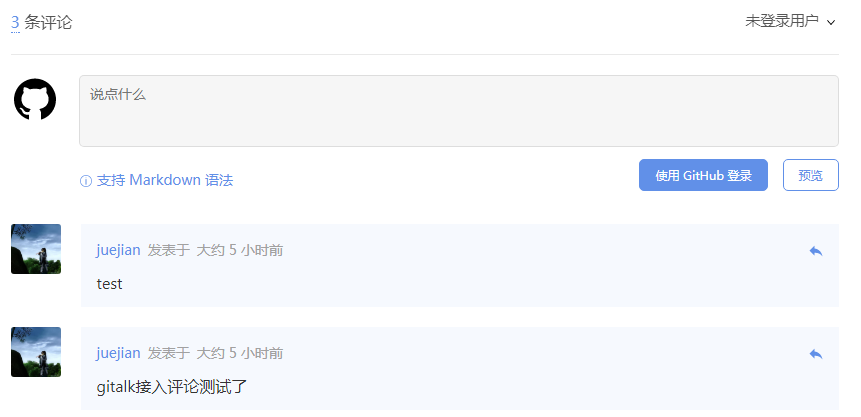 3 条评论
未登录用户
说点什么
支持 Markdown 语法
使用 GitHub 登录
预览
juejian 发表于 大约 5 小时前
test
juejian 发表于 大约 5 小时前
gitalk接入评论测试了